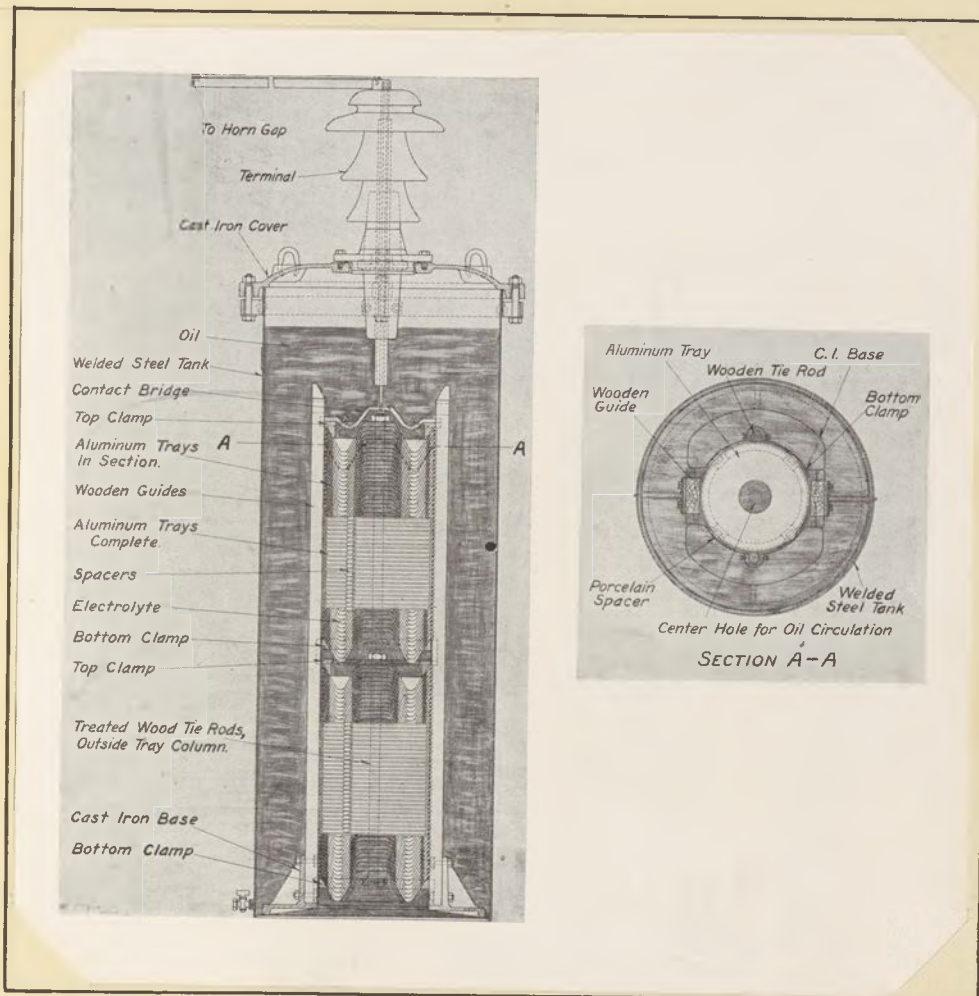 To Horn Gap
Terminal
Cast Iron Cover
Oil
Welded Steel Tank
Contact Bridge
Top Clamp
Aluminum Trays
In Section.
A
A
Wooden Guides
Aluminum Trays
Complete.
Spacers
Electrolyte
Bottom Clamp
Top Clamp
Treated Wood Tie Rods,
Outside Tray Column.
Cast Iron Base
Bottom Clamp
Aluminum Tray
C.I. Base
Wooden Tie Rod
Wooden
Guide
Bottom
Clamp
Porcelain
Spacer
Welded
Steel Tank
Center Hole for Oil Circulation
SECTION A-A